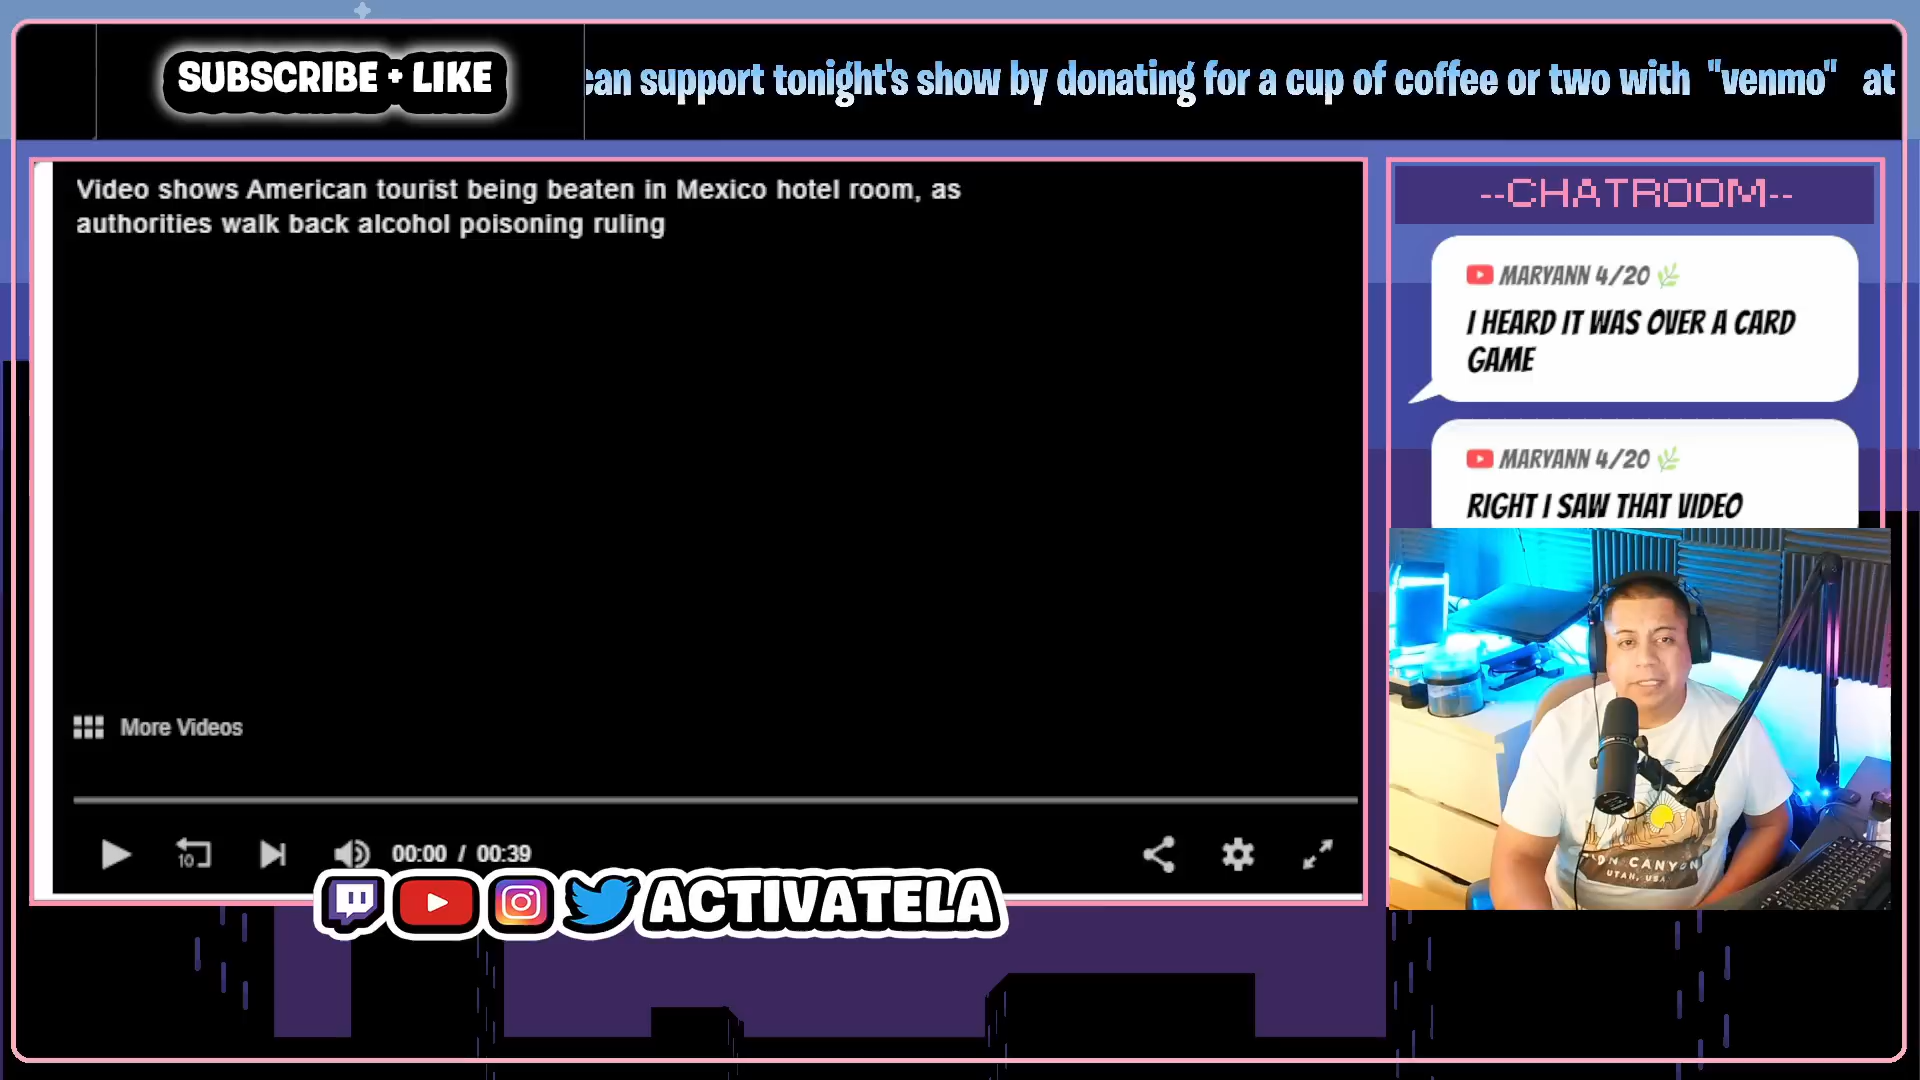 SUBSCRIBE + LIKE
can support tonight's show by donating for a cup of coffee or two with "venmo" at
Video shows American tourist being beaten in Mexico hotel room, as
authorities walk back alcohol poisoning ruling
--CHATROOM--
MARYANN 4/20
I HEARD IT WAS OVER A CARD
GAME
MARYANN 4/20
RIGHT I SAW THAT VIDEO
More Videos
10
00:00 / 00:39
ACTIVATELA
CANYON
UTAH, USA